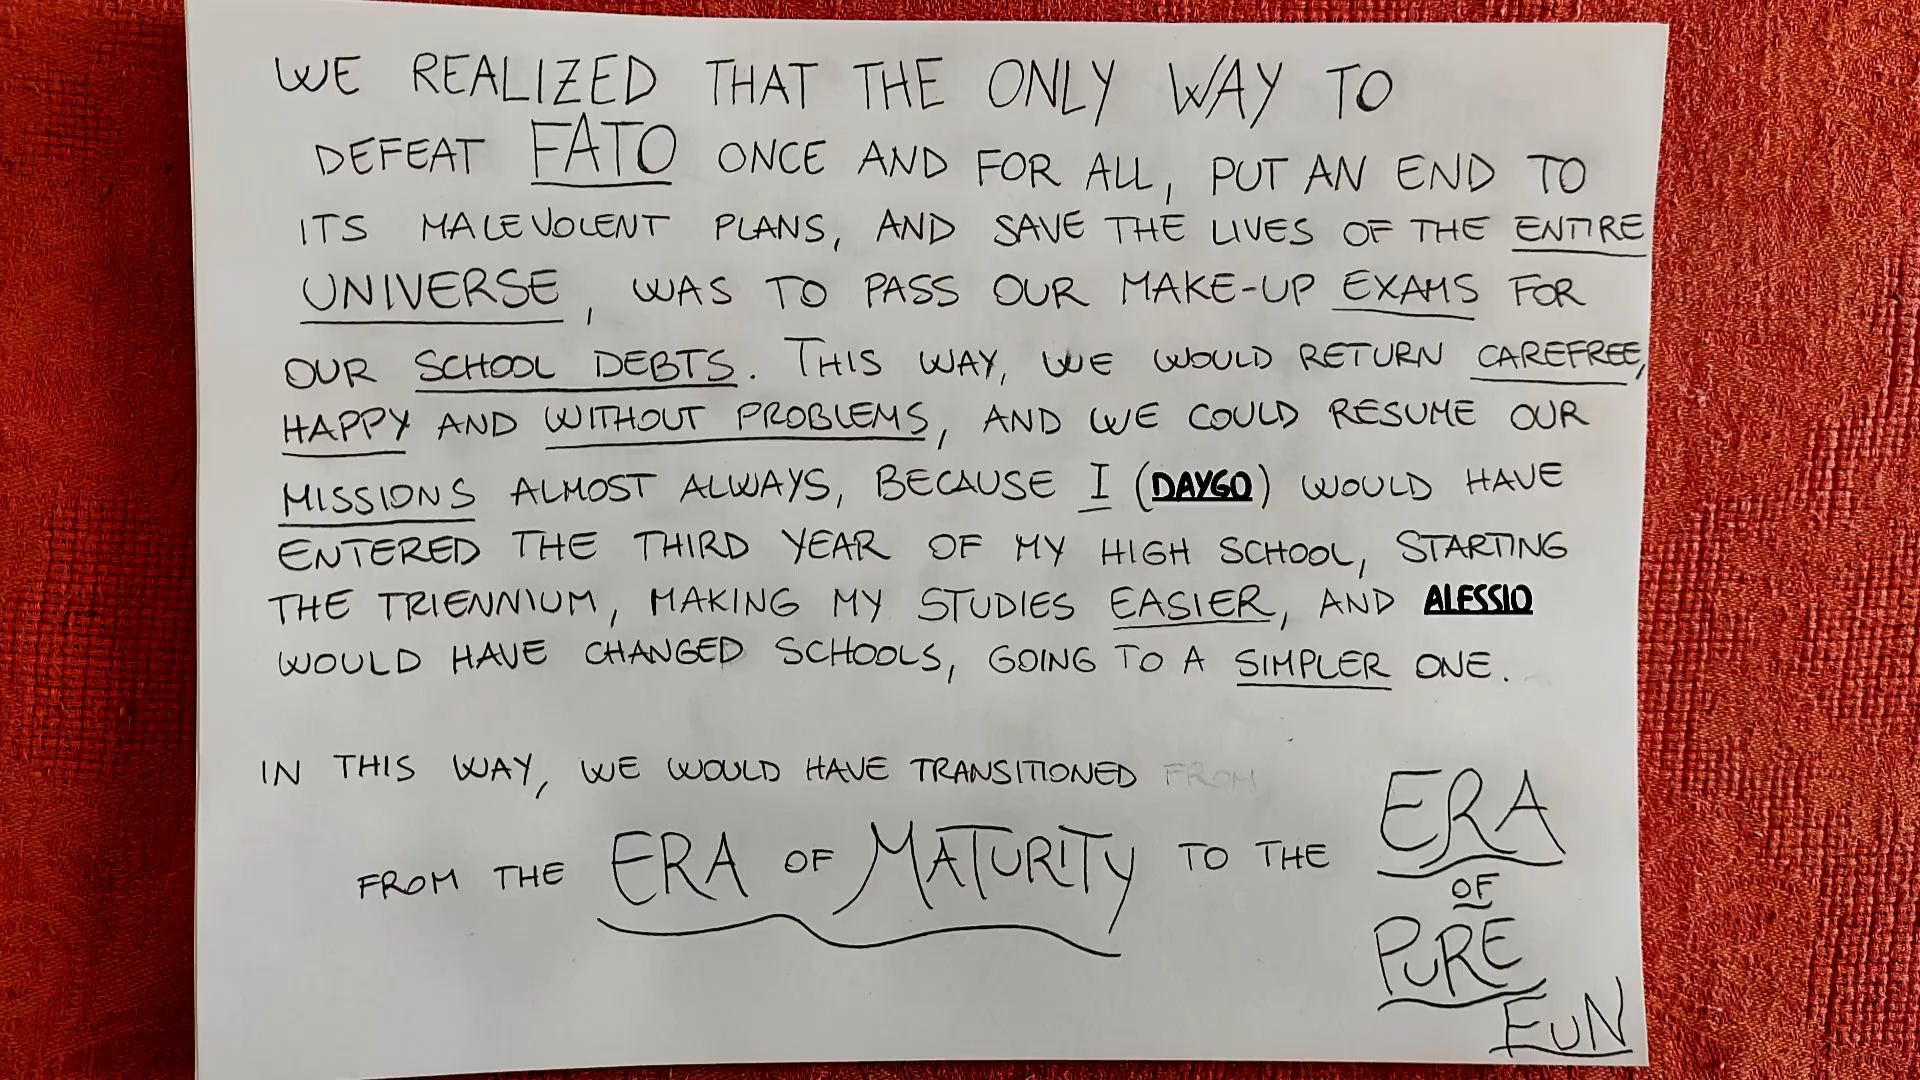 WE REALIZED THAT THE ONLY WAY TO
DEFEAT FATO ONCE AND FOR ALL, PUT AN END TO
ITS MALEVOLENT PLANS, AND SAVE THE LIVES OF THE ENTIRE
UNIVERSE, WAS TO PASS OUR MAKE-UP EXAMS FOR
OUR SCHOOL DEBTS. THIS WAY, WE WOULD RETURN CAREFREE,
HAPPY AND WITHOUT PROBLEMS, AND WE COULD RESUME OUR
MISSIONS ALMOST ALWAYS, BECAUSE I (DAYGO) WOULD HAVE
ENTERED THE THIRD YEAR OF MY HIGH SCHOOL, STARTING
THE TRIENNIUM, MAKING MY STUDIES EASIER, AND ALESSIO
WOULD HAVE CHANGED SCHOOLS, GOING TO A SIMPLER ONE.
IN THIS WAY, WE WOULD HAVE TRANSITIONED FROM
FROM THE ERA OF MATURITY TO THE ERA
OF
PURE
FUN